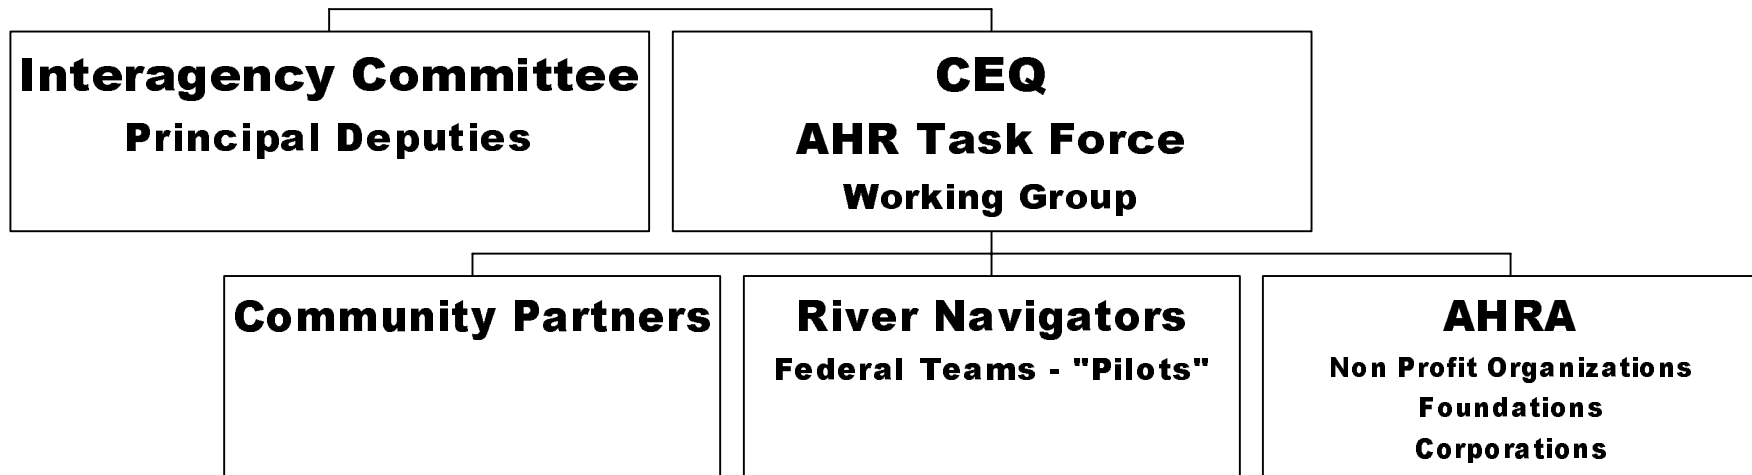 Interagency Committee
Principal Deputies
CEQ
AHR Task Force
Working Group
Community Partners
River Navigators
Federal Teams - "Pilots"
AHRA
Non Profit Organizations
Foundations
Corporations